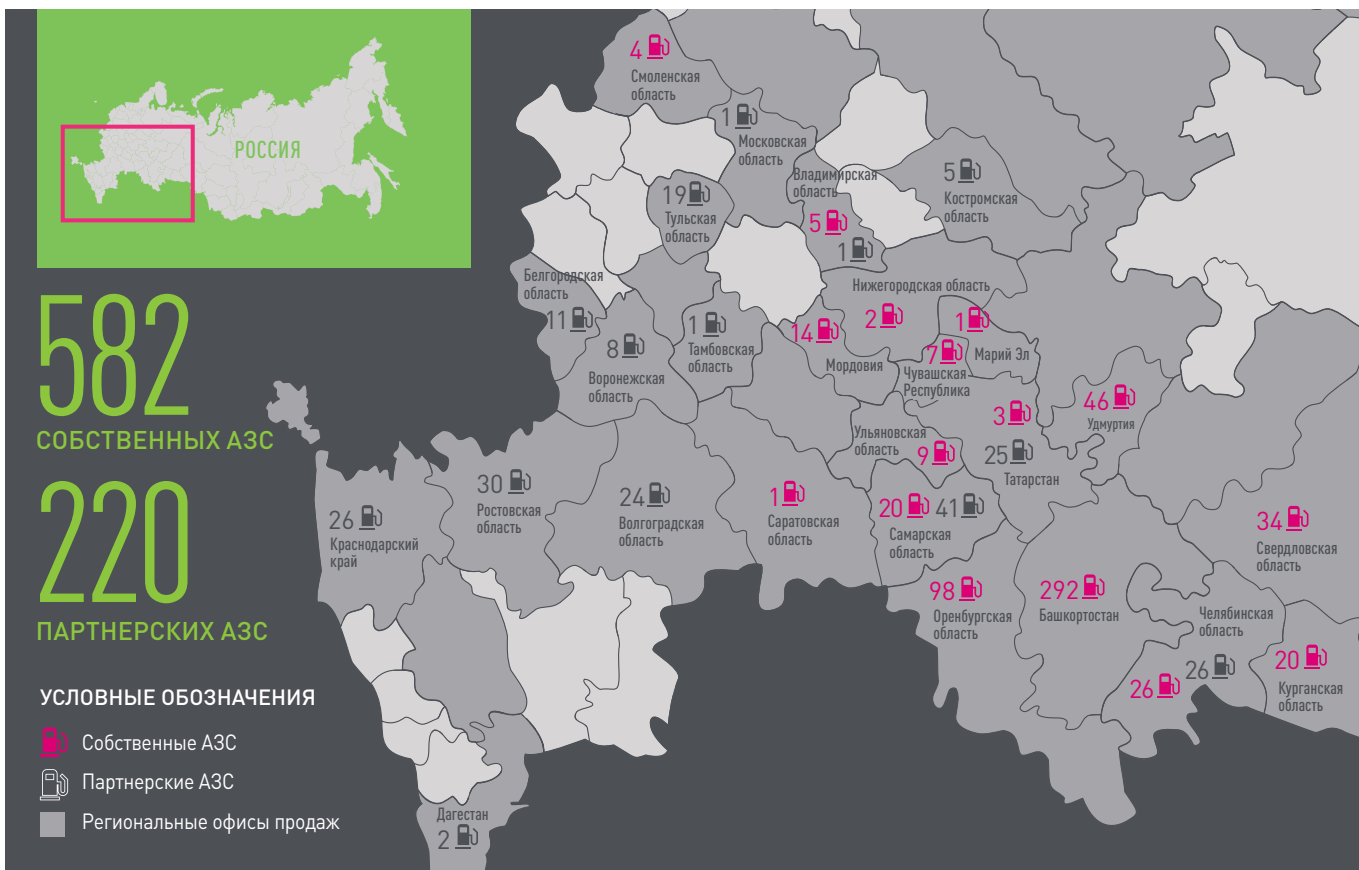 РОССИЯ
582
СОБСТВЕННЫХ АЗС
220
ПАРТНЕРСКИХ АЗС
УСЛОВНЫЕ ОБОЗНАЧЕНИЯ
Собственные АЗС
Партнерские АЗС
Региональные офисы продаж
4
Смоленская
область
1
Московская
область
Владимирская
область
5
1
5
Костромская
область
19
Тульская
область
Белгородская
область
11
8
Воронежская
область
1
Тамбовская
область
Нижегородская область
2
14
Мордовия
1
Марий Эл
7
Чувашская
Республика
3
25
Татарстан
46
Удмуртия
Ульяновская
область
9
26
Краснодарский
край
30
Ростовская
область
24
Волгоградская
область
1
Саратовская
область
20
41
Самарская
область
34
Свердловская
область
98
Оренбургская
область
292
Башкортостан
Челябинская
область
26
26
20
Курганская
область
Дагестан
2